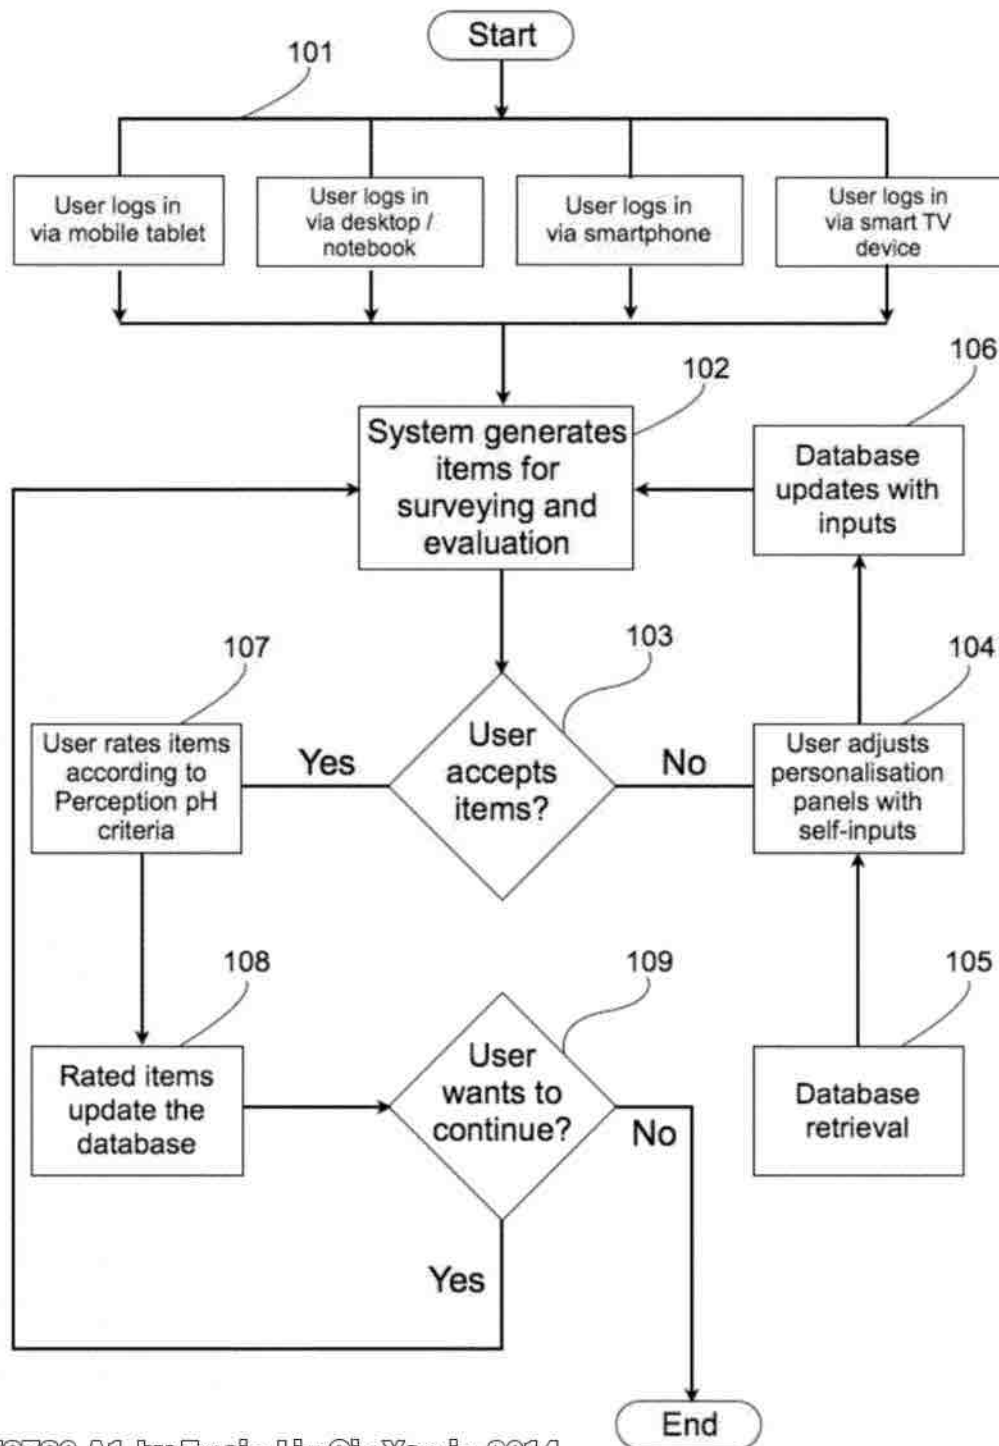 Start
101
User logs in
via mobile tablet
User logs in
via desktop /
notebook
User logs in
via smartphone
User logs in
via smart TV
device
106
102
System generates
items for
surveying and
evaluation
Database
updates with
inputs
107
103
104
User rates items
according to
Perception pH
criteria
Yes
User
accepts
items?
No
User adjusts
personalisation
panels with
self-inputs
108
109
105
Rated items
update the
database
User
wants to
continue?
No
Database
retrieval
Yes
End